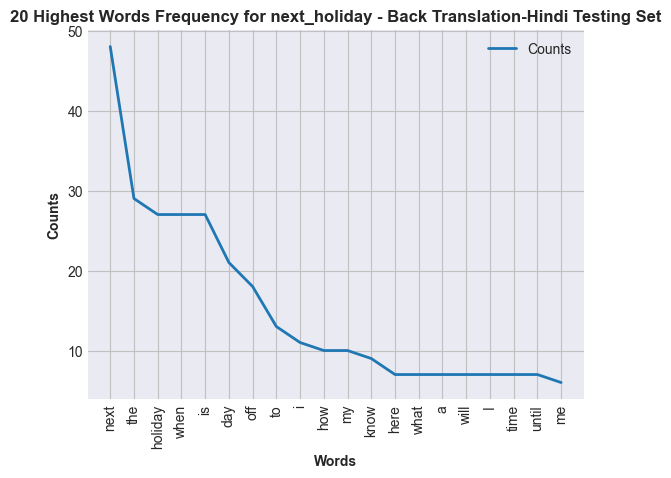 20 Highest Words Frequency for next_holiday - Back Translation-Hindi Testing Set
Counts
50
40
30
20
10
Counts
next
the
holiday
when
is
day
off
to
i
how
my
know
here
what
a
will
I
time
until
me
Words